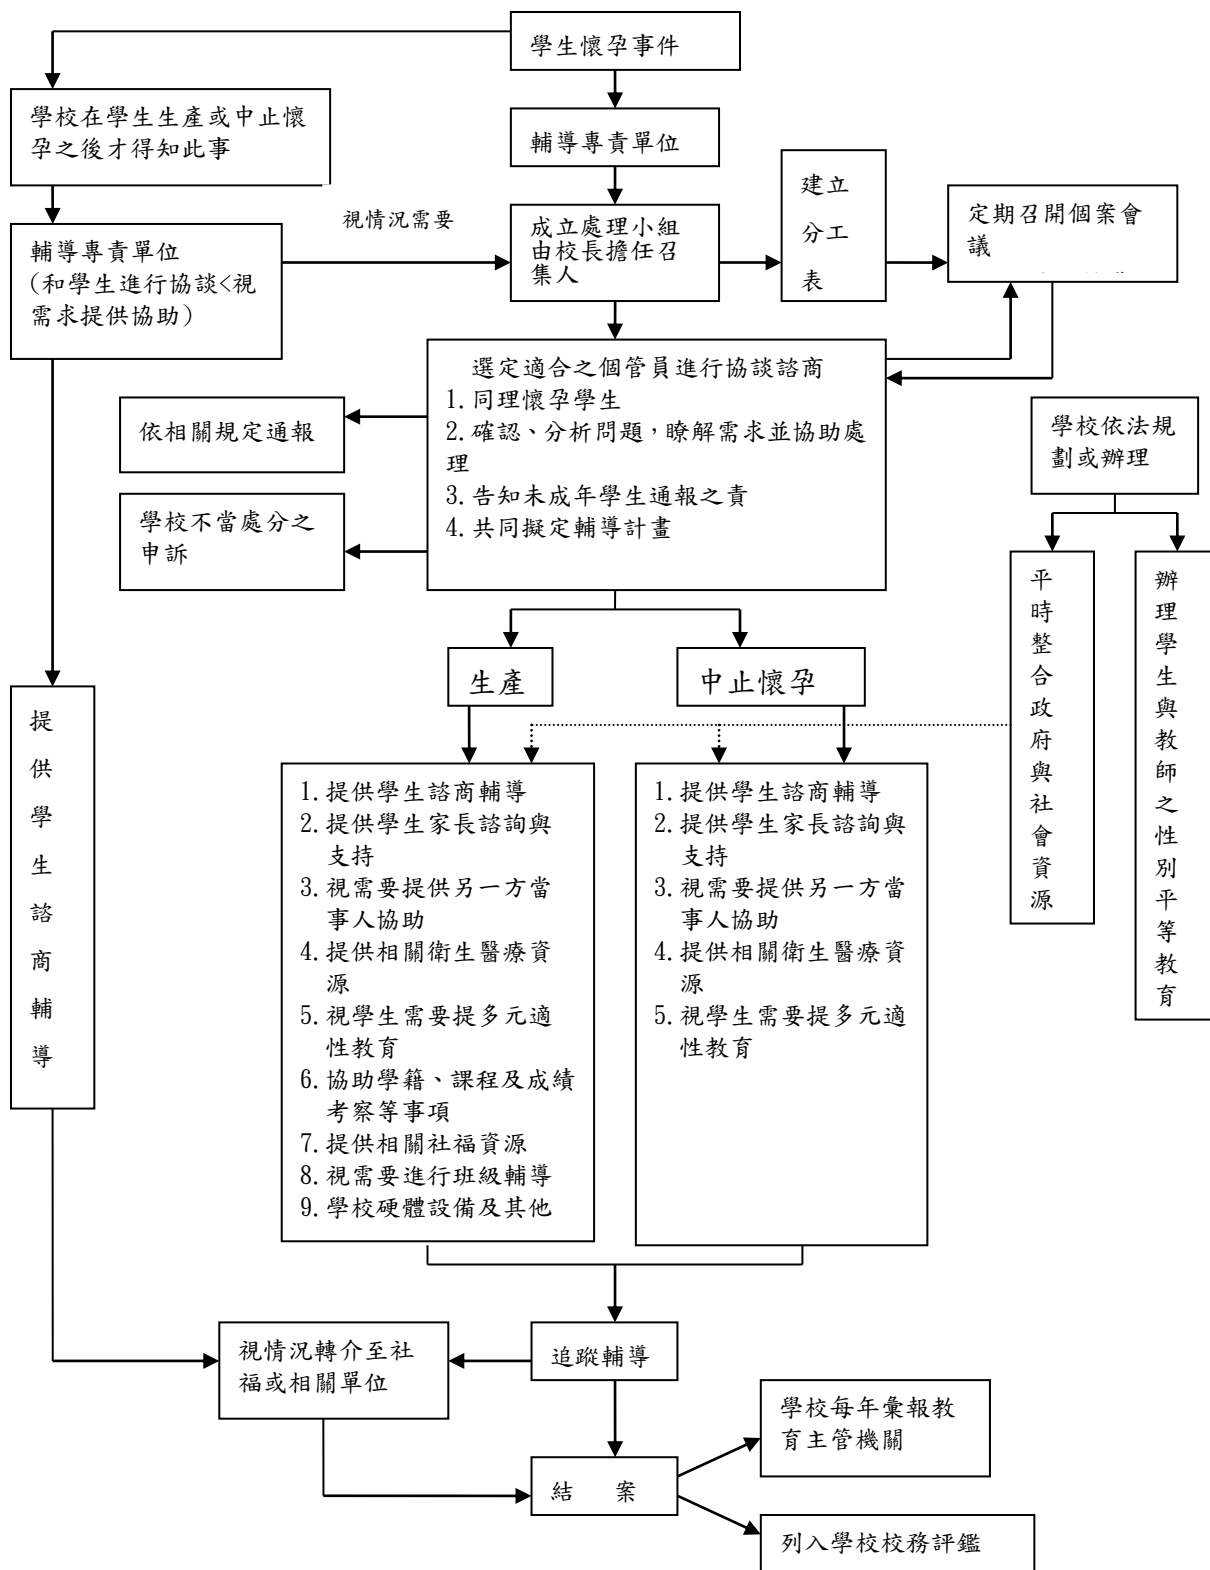 學生懷孕事件
學校在學生生產或中止懷
孕之後才得知此事
輔導專責單位
建立
分工
表
定期召開個案會
議
視情況需要
成立處理小組
由校長擔任召
集人
輔導專責單位
(和學生進行協談<視
需求提供協助)
選定適合之個管員進行協談諮商
1.同理懷孕學生
2.確認、分析問題，瞭解需求並協助處
理
3.告知未成年學生通報之責
4.共同擬定輔導計畫
依相關規定通報
學校不當處分之
申訴
學校依法規
劃或辦理
平
時
整
合
政
府
與
社
會
資
源
辦
理
學
生
與
教
師
之
性
別
平
等
教
育
生產
中止懷孕
提
供
學
生
諮
商
輔
導
1.提供學生諮商輔導
2.提供學生家長諮詢與
支持
3.視需要提供另一方當
事人協助
4.提供相關衛生醫療資
源
5.視學生需要提多元適
性教育
6.協助學籍、課程及成績
考察等事項
7.提供相關社福資源
8.視需要進行班級輔導
9.學校硬體設備及其他
1.提供學生諮商輔導
2.提供學生家長諮詢與
支持
3.視需要提供另一方當
事人協助
4.提供相關衛生醫療資
源
5.視學生需要提多元適
性教育
視情況轉介至社
福或相關單位
追蹤輔導
學校每年彙報教
育主管機關
結　案
列入學校校務評鑑